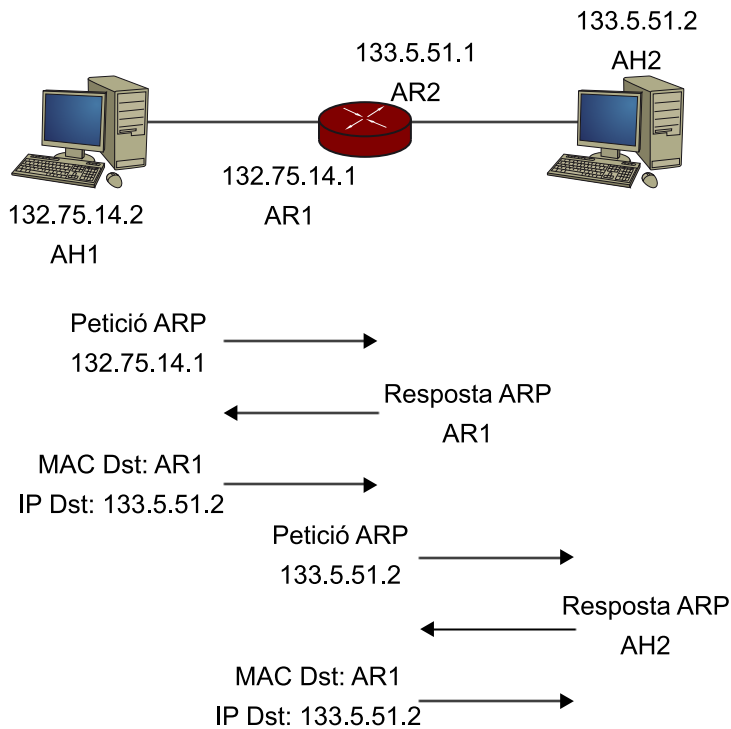 133.5.51.2
AH2
133.5.51.1
AR2
132.75.14.1
AR1
132.75.14.2
AH1
Petició ARP
132.75.14.1
Resposta ARP
AR1
MAC Dst: AR1
IP Dst: 133.5.51.2
Petició ARP
133.5.51.2
Resposta ARP
AH2
MAC Dst: AR1
IP Dst: 133.5.51.2